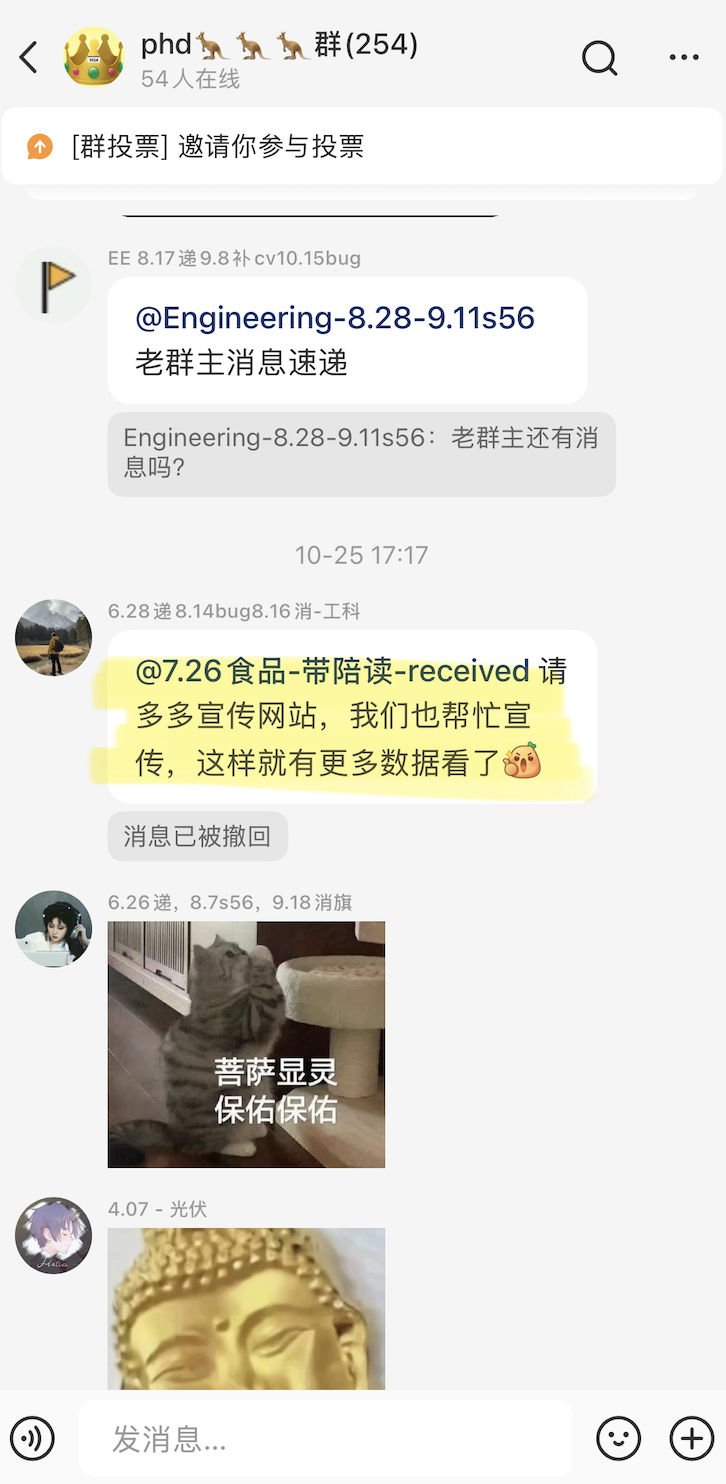 phd🦘🦘🦘群(254)
54人在线
[群投票] 邀请你参与投票
EE 8.17递9.8补cv10.15bug
@Engineering-8.28-9.11s56
老群主消息速递
Engineering-8.28-9.11s56：老群主还有消
息吗?
10-25 17:17
6.28递8.14bug8.16消-工科
@7.26食品-带陪读-received 请
多多宣传网站，我们也帮忙宣
传，这样就有更多数据看了
消息已被撤回
6.26递，8.7s56，9.18消旗
菩萨显灵
保佑保佑
4.07 - 光伏
发消息...